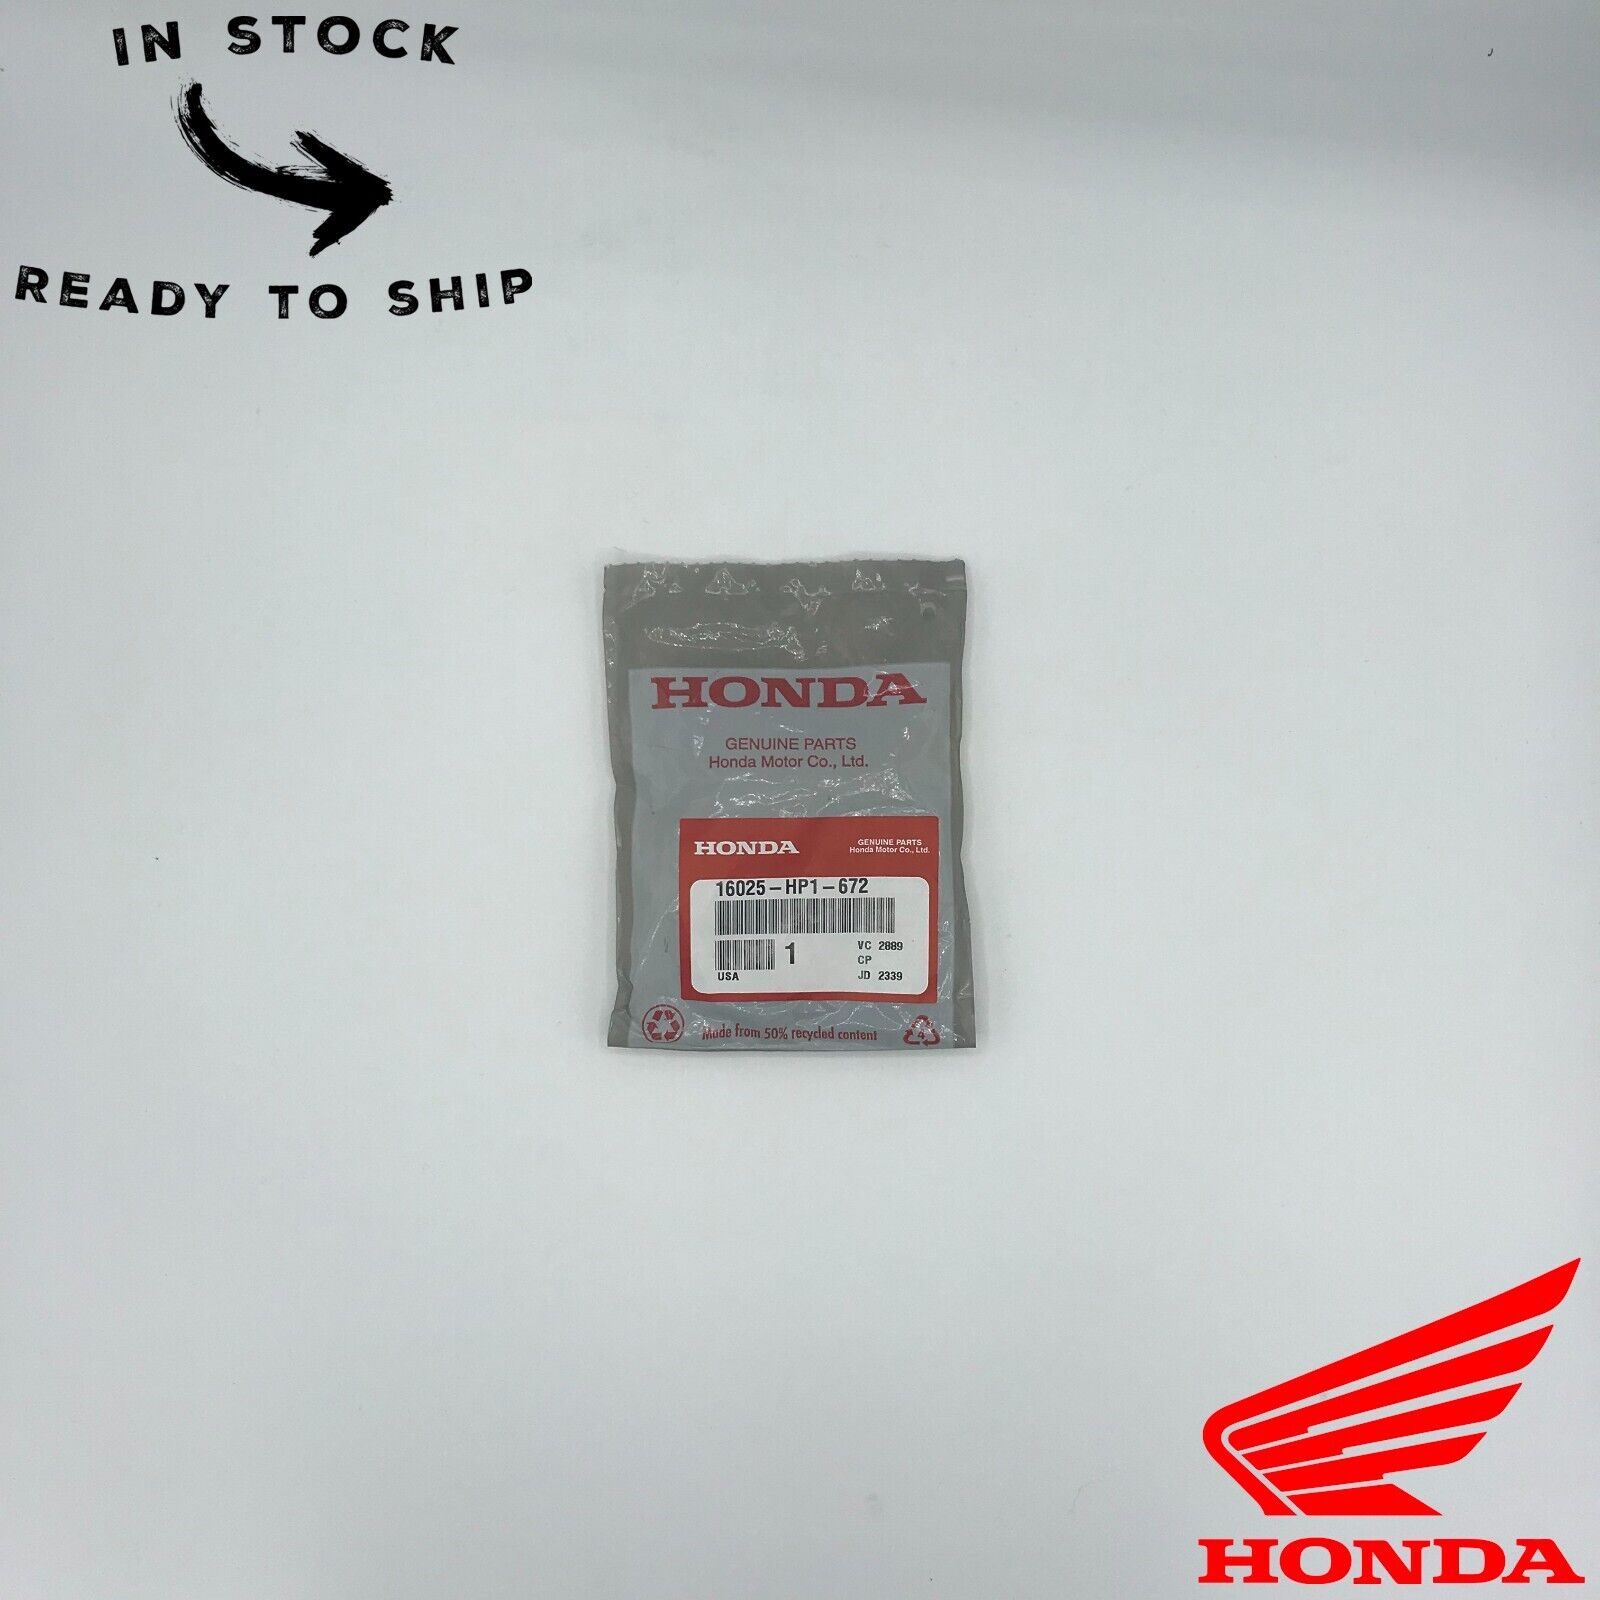 IN STOCK
READY TO SHIP
HONDA
GENUINE PARTS
Honda Motor Co., Ltd.
HONDA
GENUINE PARTS
Honda Motor Co., Ltd.
16025-HP1-672
1
VC 2889
CP
USA
JD 2339
Made from 50% recycled content
4
HONDA